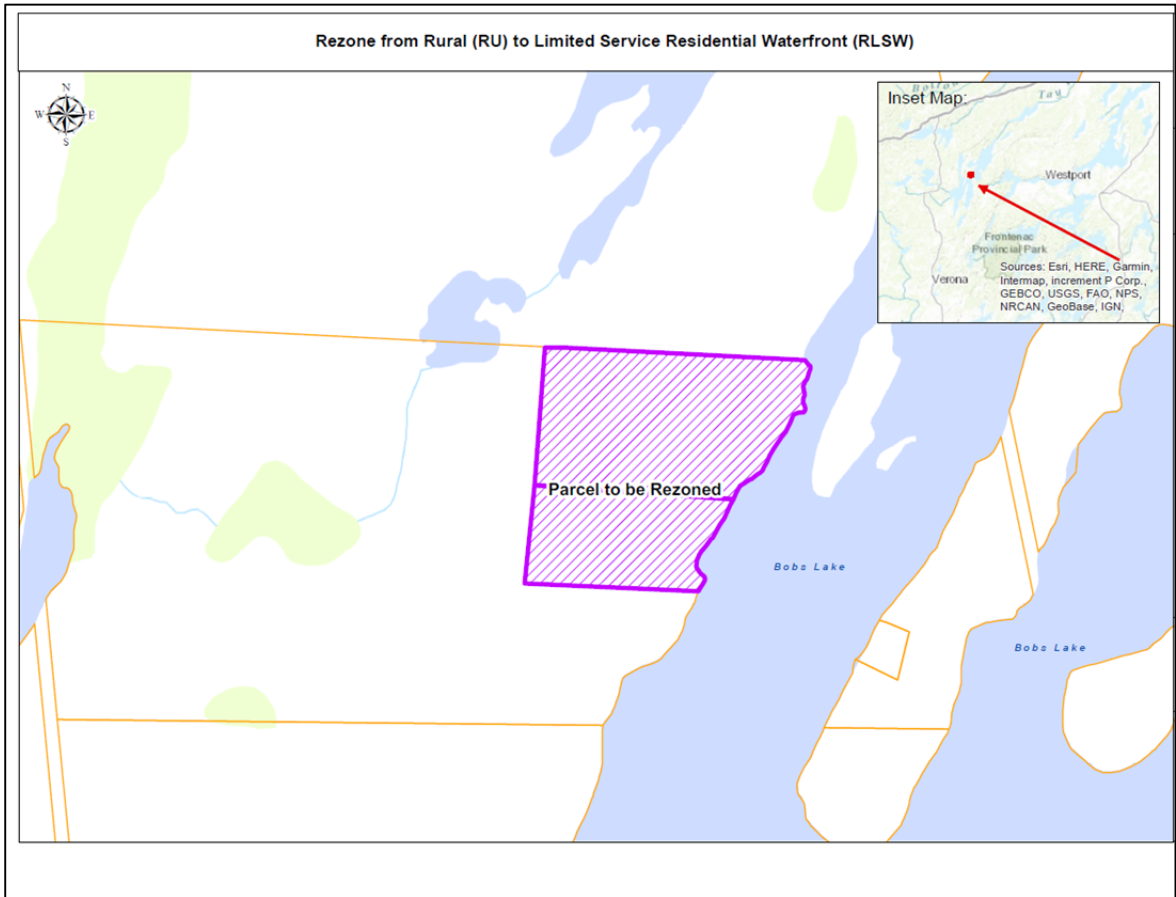 Rezone from Rural (RU) to Limited Service Residential Waterfront (RLSW)
N
W E
S
Inset Map:
Tay
Westport
Frontenac
Provincial Park
Verona
Sources: Esri, HERE, Garmin,
Intermap, increment P Corp.,
GEBCO, USGS, FAO, NPS,
NRCAN, GeoBase, IGN,
Parcel to be Rezoned
Bobs Lake
Bobs Lake